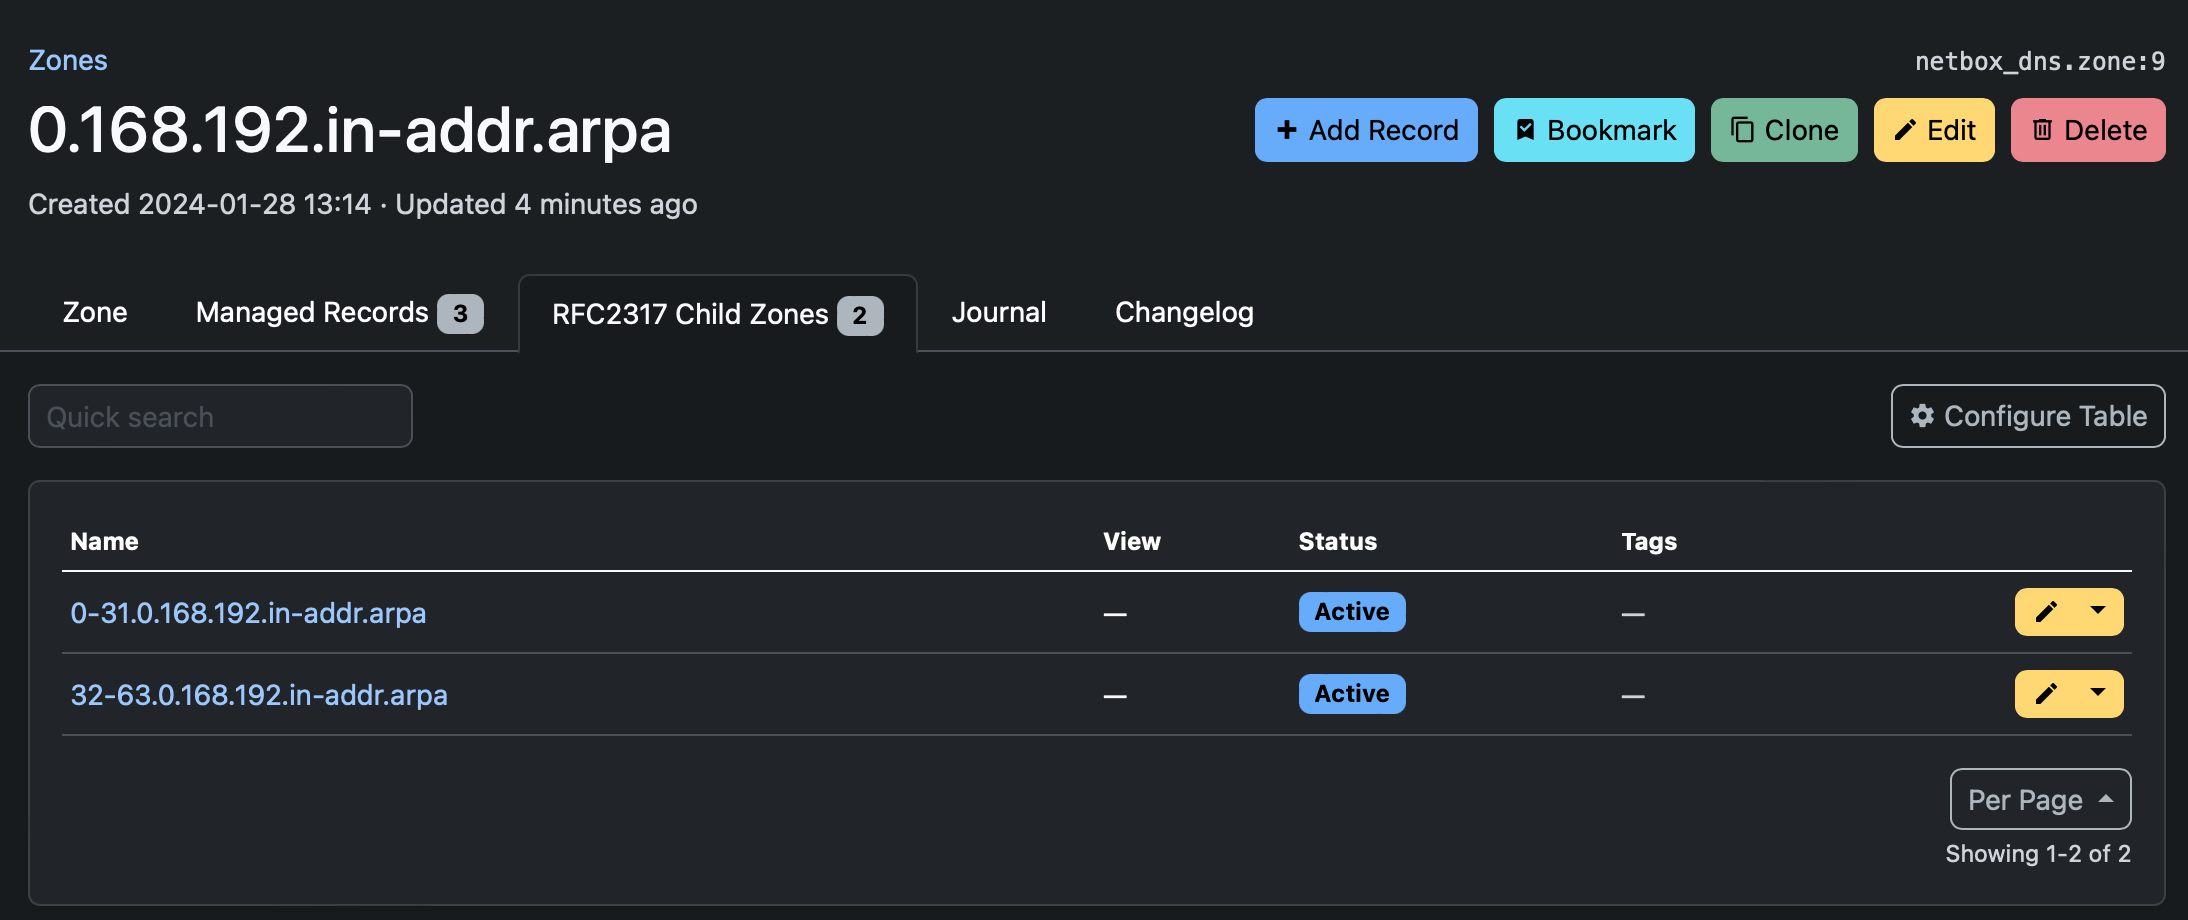 Zones
netbox_dns.zone:9
0.168.192.in-addr.arpa
Add Record
Bookmark
Clone
Edit
Delete
Created 2024-01-28 13:14 · Updated 4 minutes ago
Zone
Managed Records 3
RFC2317 Child Zones 2
Journal
Changelog
Quick search
Configure Table
Name View Status Tags
0-31.0.168.192.in-addr.arpa — Active —
32-63.0.168.192.in-addr.arpa — Active —
Per Page
Showing 1-2 of 2